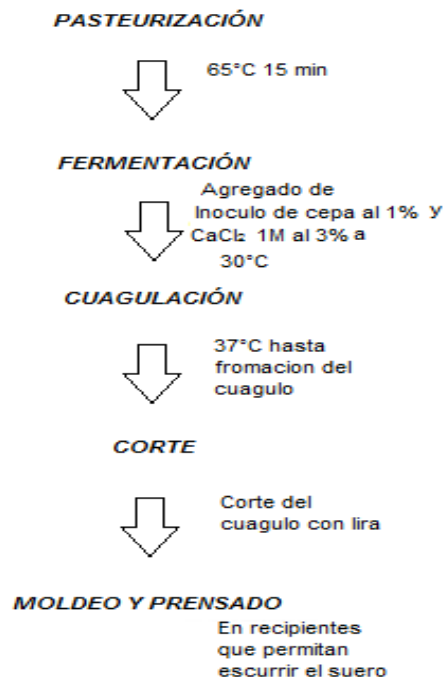 PASTEURIZACIÓN
65°C 15 min
FERMENTACIÓN
Agregado de
Inoculo de cepa al 1% y
CaCl₂ 1M al 3% a
30°C
CUAGULACIÓN
37°C hasta
fromacion del
cuagulo
CORTE
Corte del
cuagulo con lira
MOLDEO Y PRENSADO
En recipientes
que permitan
escurrir el suero